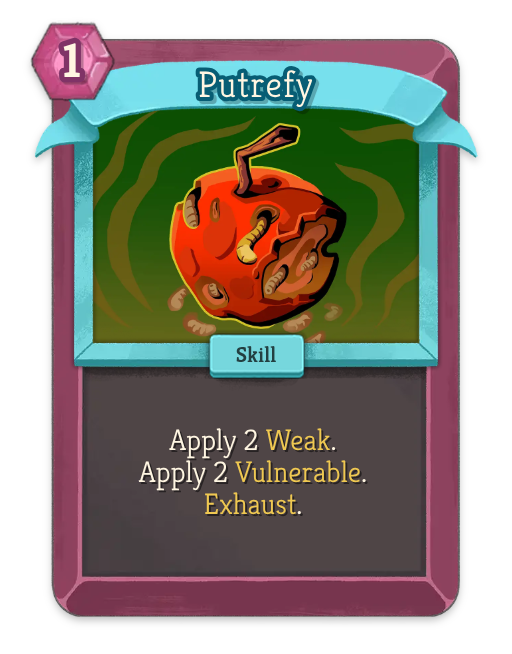 1
Putrefy
Skill
Apply 2 Weak.
Apply 2 Vulnerable.
Exhaust.